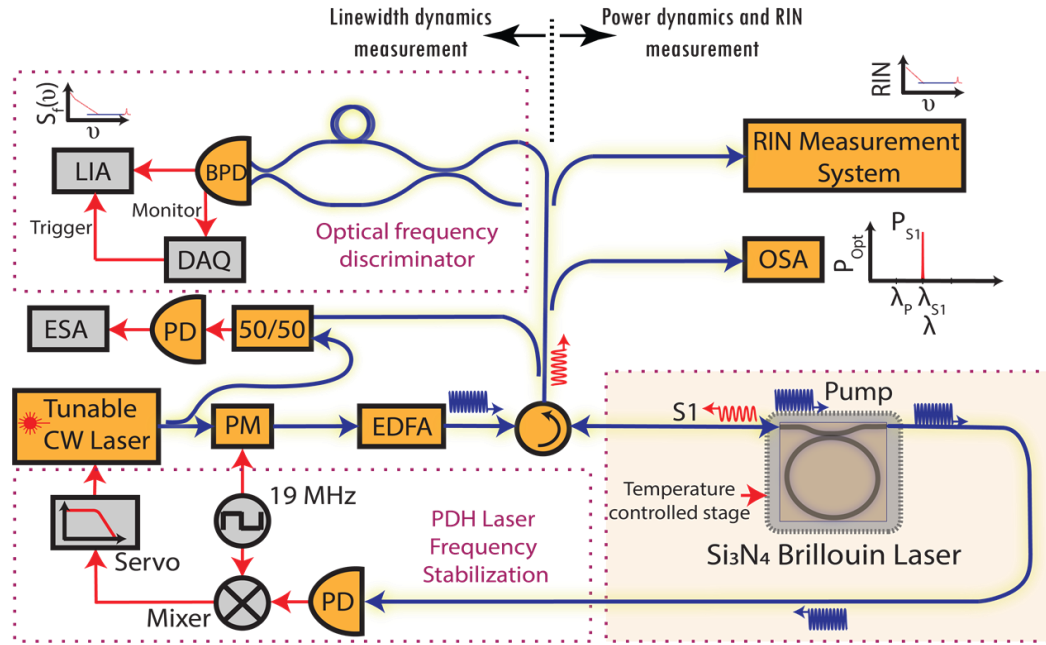 Linewidth dynamics
measurement
Power dynamics and RIN
measurement
S_f(υ)
υ
LIA
BPD
Monitor
Trigger
DAQ
Optical frequency
discriminator
RIN
υ
RIN Measurement
System
OSA
P_Opt
P_S1
λ_P
λ_S1
λ
ESA
PD
50/50
Tunable
CW Laser
PM
EDFA
S1
Pump
Temperature
controlled stage
Si₃N₄ Brillouin Laser
19 MHz
Servo
Mixer
PD
PDH Laser
Frequency
Stabilization